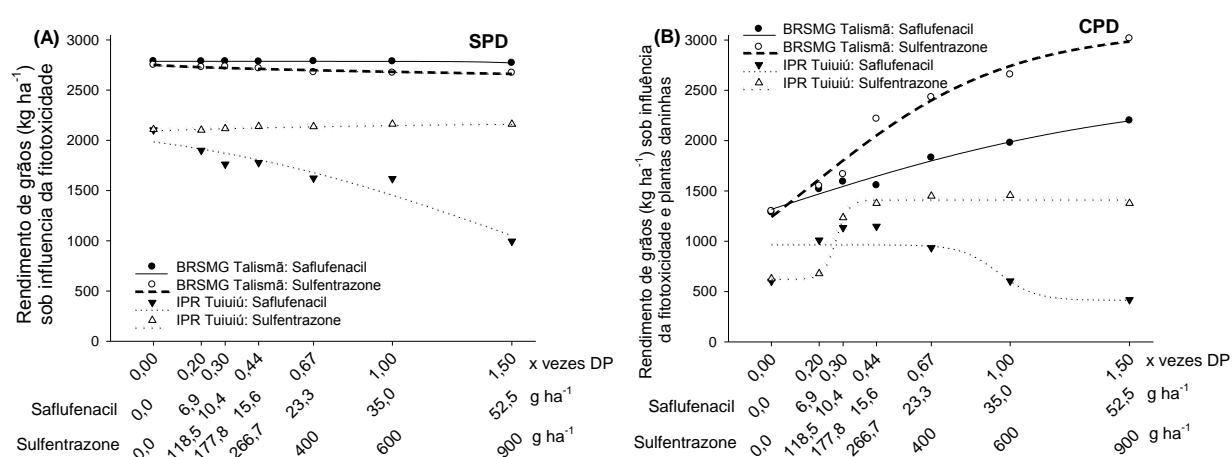 (A)
SPD
Rendimento de grãos (kg ha-1)
sob influencia da fitotoxicidade
3000
2500
2000
1500
1000
500
0
BRSMG Talismã: Saflufenacil
BRSMG Talismã: Sulfentrazone
IPR Tuiuiú: Saflufenacil
IPR Tuiuiú: Sulfentrazone
0,00 0,20 0,30 0,44 0,67 1,00 1,50 x vezes DP
Saflufenacil 0,0 6,9 10,4 15,6 23,3 35,0 52,5 g ha-1
Sulfentrazone 0,0 118,5 177,8 266,7 400 600 900 g ha-1
(B)
CPD
Rendimento de grãos (kg ha-1) sob influência
da fitotoxicidade e plantas daninhas
3000
2500
2000
1500
1000
500
0
BRSMG Talismã: Saflufenacil
BRSMG Talismã: Sulfentrazone
IPR Tuiuiú: Saflufenacil
IPR Tuiuiú: Sulfentrazone
0,00 0,20 0,30 0,44 0,67 1,00 1,50 x vezes DP
Saflufenacil 0,0 6,9 10,4 15,6 23,3 35,0 52,5 g ha-1
Sulfentrazone 0,0 118,5 177,8 266,7 400 600 900 g ha-1